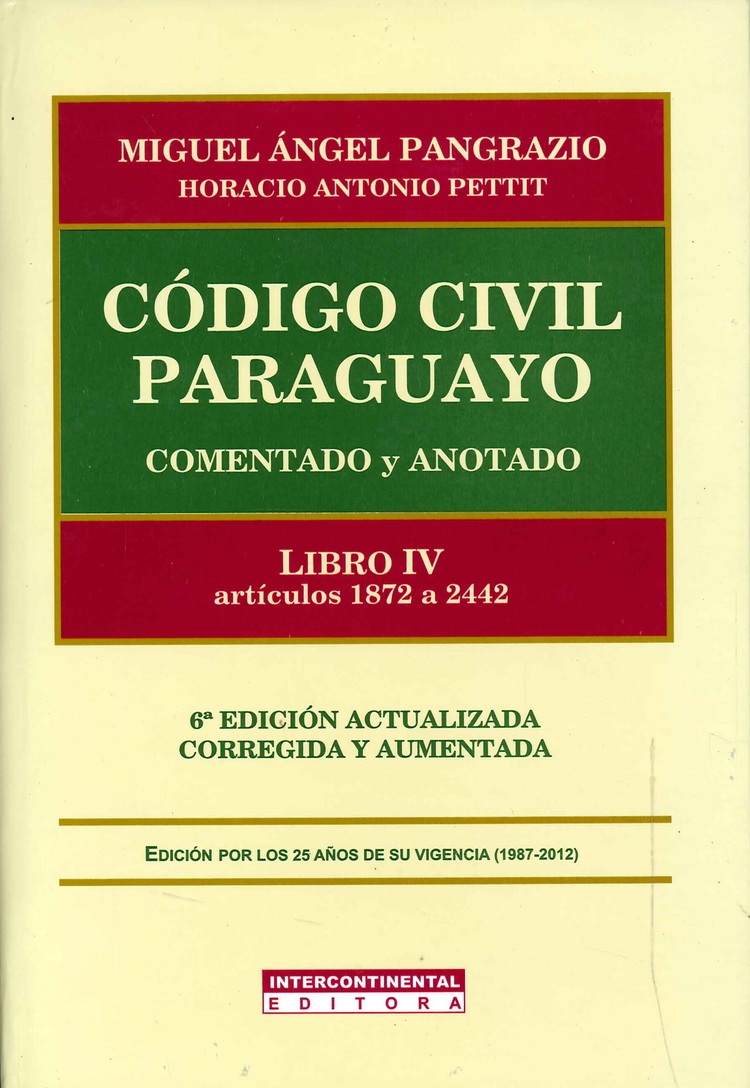 MIGUEL ÁNGEL PANGRAZIO
HORACIO ANTONIO PETTIT
CÓDIGO CIVIL
PARAGUAYO
COMENTADO y ANOTADO
LIBRO IV
artículos 1872 a 2442
6ª EDICIÓN ACTUALIZADA
CORREGIDA Y AUMENTADA
EDICIÓN POR LOS 25 AÑOS DE SU VIGENCIA (1987-2012)
INTERCONTINENTAL
EDITORA